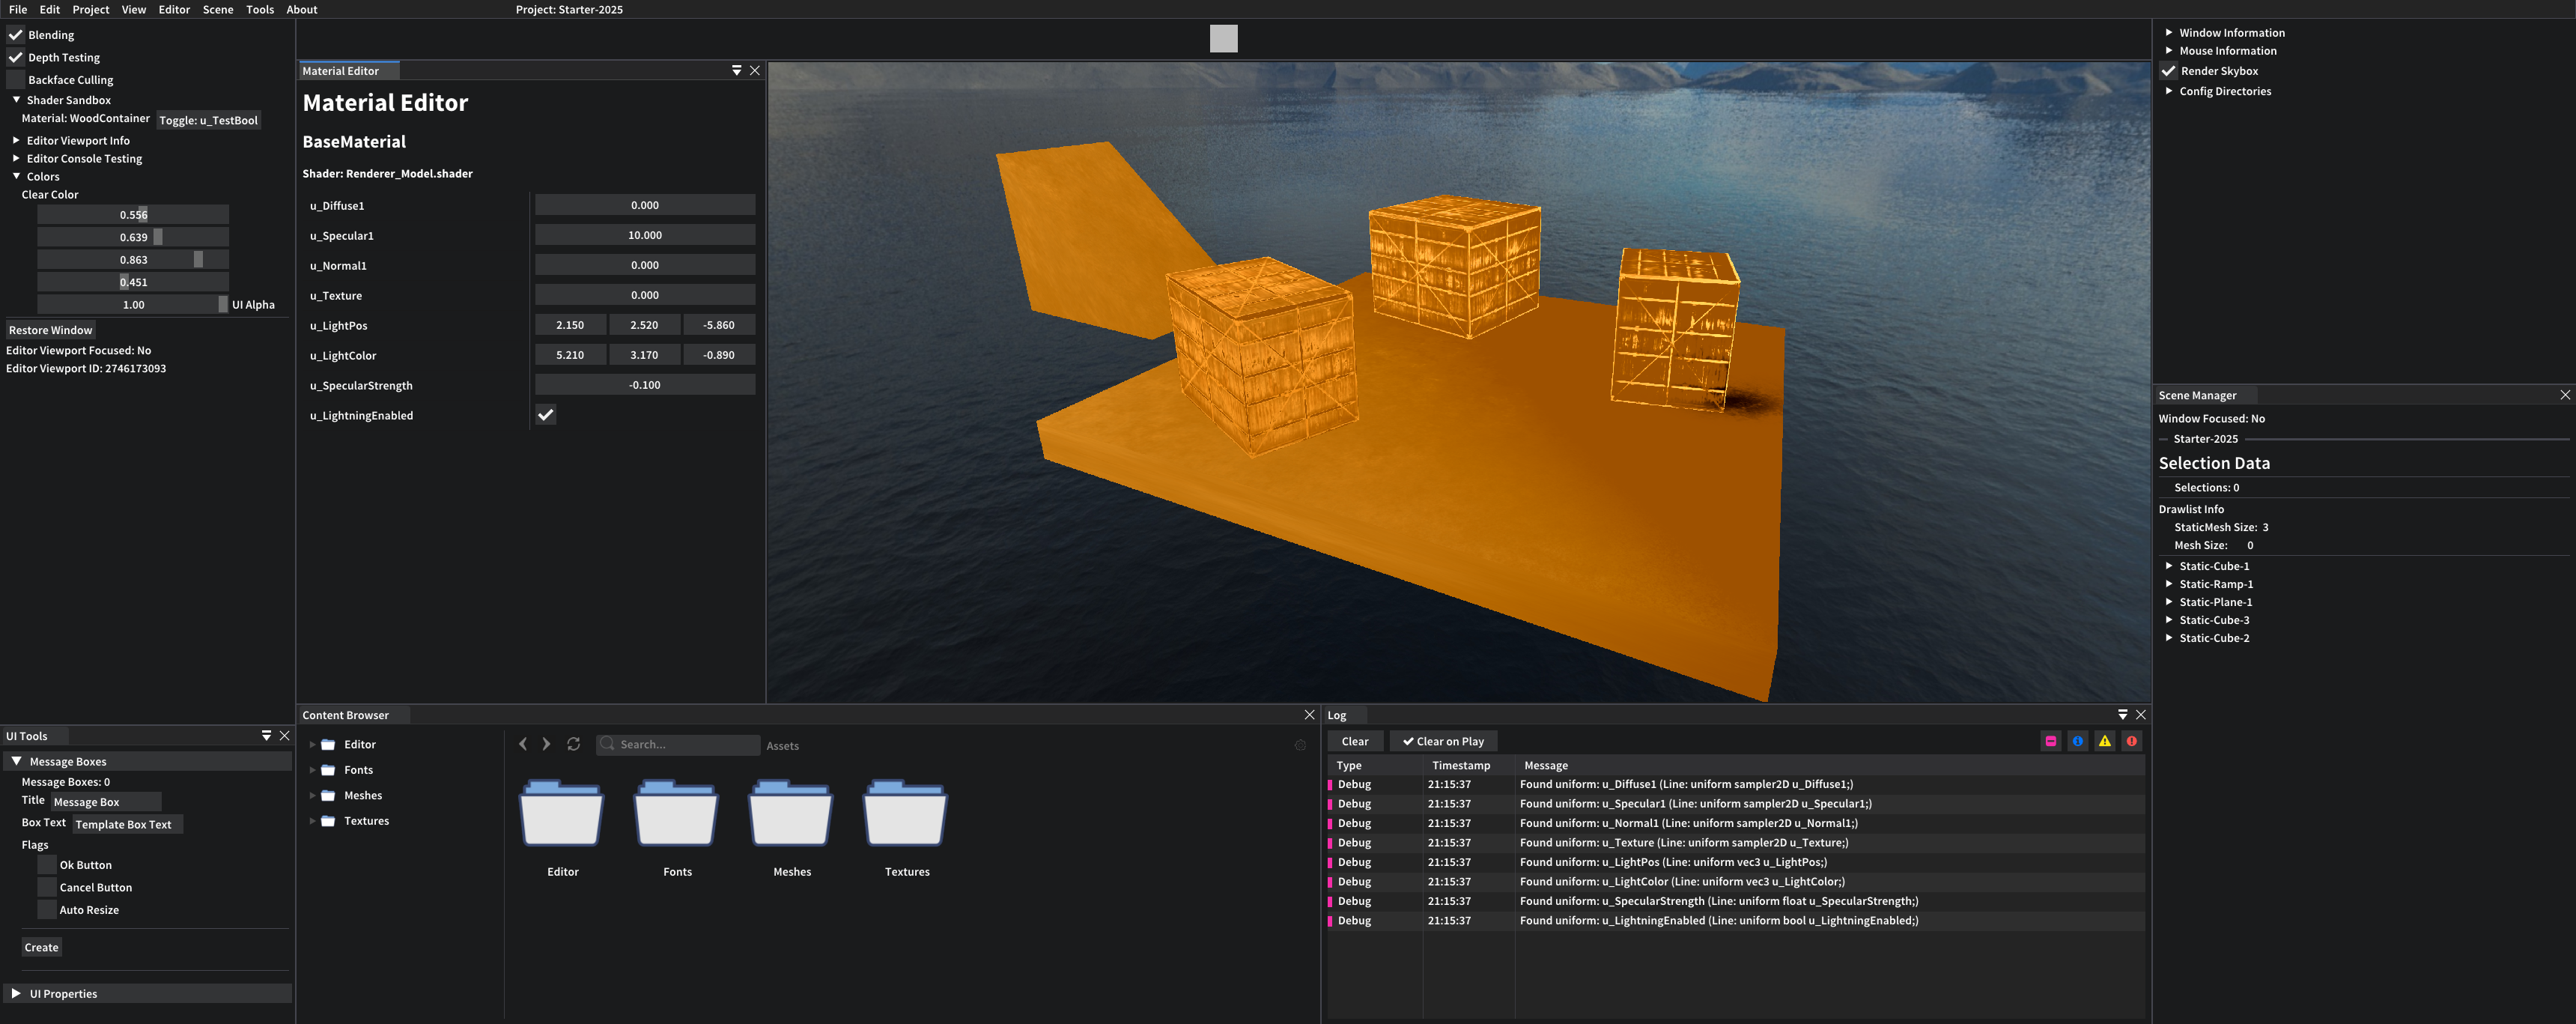 File Edit Project View Editor Scene Tools About Project: Starter-2025
Blending
Depth Testing
Backface Culling
Shader Sandbox
Material: WoodContainer Toggle: u_TestBool
Editor Viewport Info
Editor Console Testing
Colors
Clear Color
0.556
0.639
0.863
0.451
1.00 UI Alpha
Restore Window
Editor Viewport Focused: No
Editor Viewport ID: 2746173093
UI Tools
Message Boxes
Message Boxes: 0
Title Message Box
Box Text Template Box Text
Flags
Ok Button
Cancel Button
Auto Resize
Create
UI Properties
Material Editor
Material Editor
BaseMaterial
Shader: Renderer_Model.shader
u_Diffuse1 0.000
u_Specular1 10.000
u_Normal1 0.000
u_Texture 0.000
u_LightPos 2.150 2.520 -5.860
u_LightColor 5.210 3.170 -0.890
u_SpecularStrength -0.100
u_LightningEnabled
Content Browser
Editor
Fonts
Meshes
Textures
Search... Assets
Editor Fonts Meshes Textures
Log
Clear Clear on Play
Type Timestamp Message
Debug 21:15:37 Found uniform: u_Diffuse1 (Line: uniform sampler2D u_Diffuse1;)
Debug 21:15:37 Found uniform: u_Specular1 (Line: uniform sampler2D u_Specular1;)
Debug 21:15:37 Found uniform: u_Normal1 (Line: uniform sampler2D u_Normal1;)
Debug 21:15:37 Found uniform: u_Texture (Line: uniform sampler2D u_Texture;)
Debug 21:15:37 Found uniform: u_LightPos (Line: uniform vec3 u_LightPos;)
Debug 21:15:37 Found uniform: u_LightColor (Line: uniform vec3 u_LightColor;)
Debug 21:15:37 Found uniform: u_SpecularStrength (Line: uniform float u_SpecularStrength;)
Debug 21:15:37 Found uniform: u_LightningEnabled (Line: uniform bool u_LightningEnabled;)
Window Information
Mouse Information
Render Skybox
Config Directories
Scene Manager
Window Focused: No
Starter-2025
Selection Data
Selections: 0
Drawlist Info
StaticMesh Size: 3
Mesh Size: 0
Static-Cube-1
Static-Ramp-1
Static-Plane-1
Static-Cube-3
Static-Cube-2